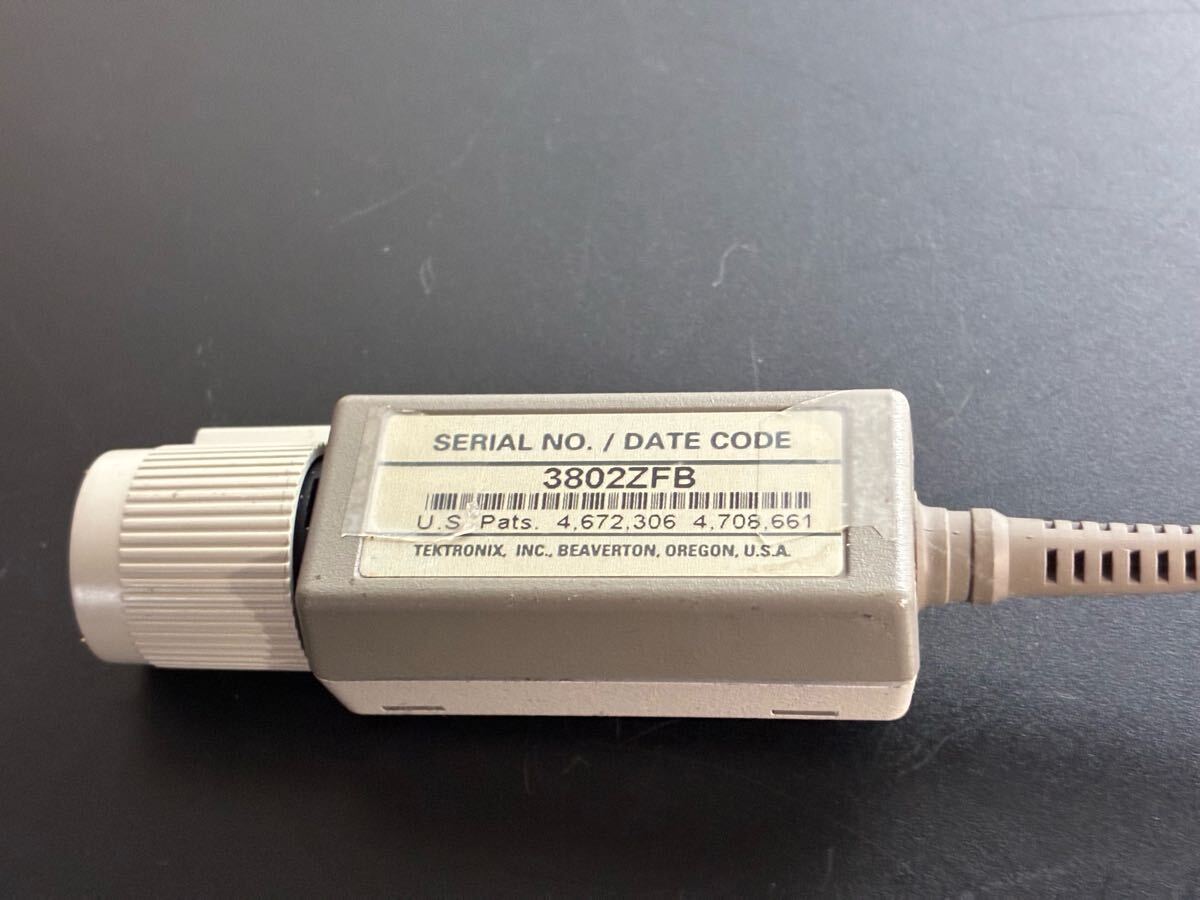 SERIAL NO. / DATE CODE
3802ZFB
U.S. Pats. 4,672,306 4,708,661
TEKTRONIX, INC., BEAVERTON, OREGON, U.S.A.